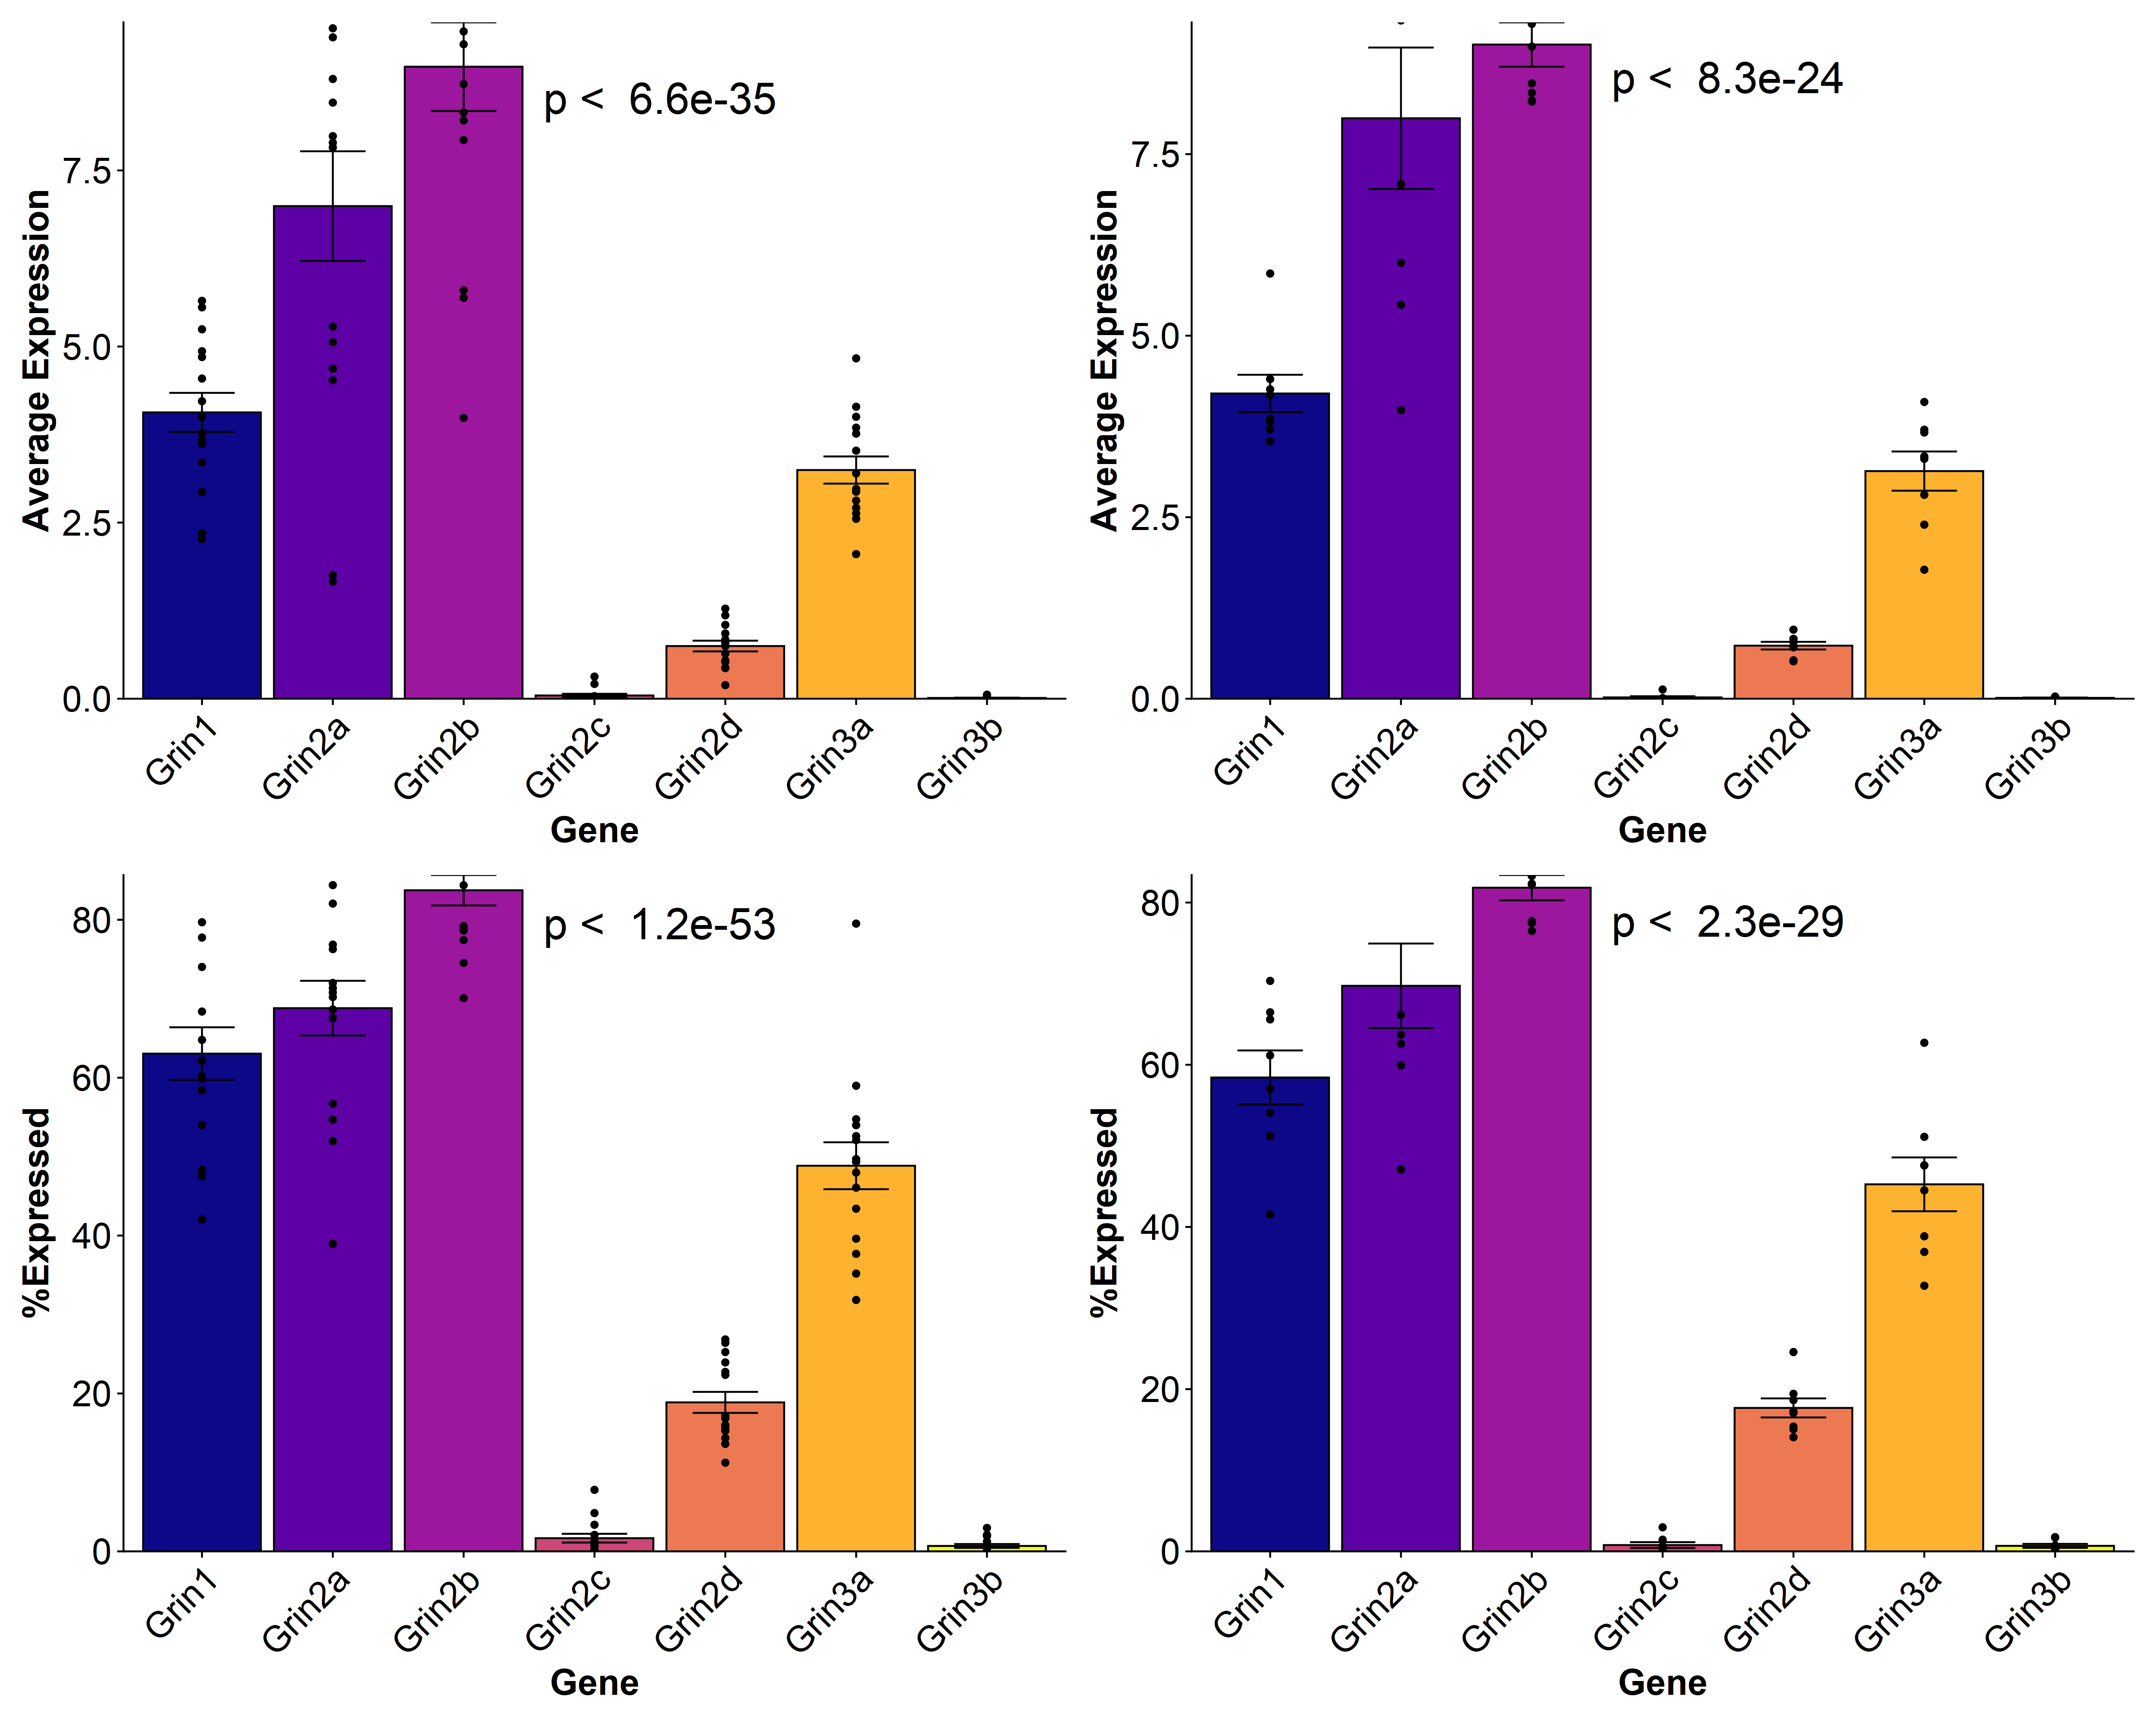 Average Expression
7.5
5.0
2.5
0.0
p <  6.6e-35
Grin1
Grin2a
Grin2b
Grin2c
Grin2d
Grin3a
Grin3b
Gene
Average Expression
7.5
5.0
2.5
0.0
p <  8.3e-24
Grin1
Grin2a
Grin2b
Grin2c
Grin2d
Grin3a
Grin3b
Gene
%Expressed
80
60
40
20
0
p <  1.2e-53
Grin1
Grin2a
Grin2b
Grin2c
Grin2d
Grin3a
Grin3b
Gene
%Expressed
80
60
40
20
0
p <  2.3e-29
Grin1
Grin2a
Grin2b
Grin2c
Grin2d
Grin3a
Grin3b
Gene